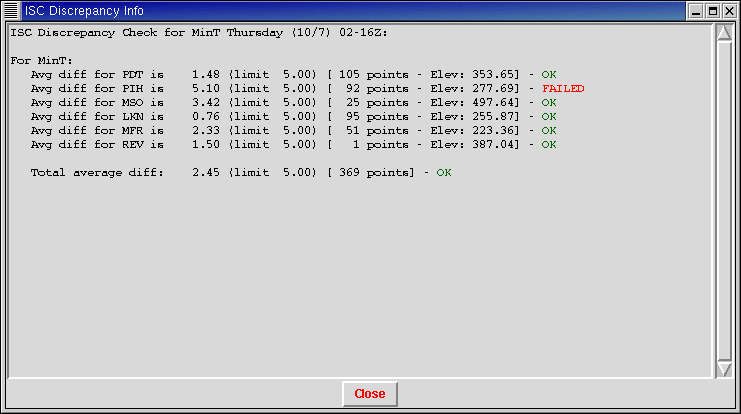 ISC Discrepancy Info
ISC Discrepancy Check for MinT Thursday (10/7) 02-16Z:
For MinT:
Avg diff for PDT is 1.48 (limit 5.00) [ 105 points - Elev: 353.65] - OK
Avg diff for PIH is 5.10 (limit 5.00) [ 92 points - Elev: 277.69] - FAILED
Avg diff for MSO is 3.42 (limit 5.00) [ 25 points - Elev: 497.64] - OK
Avg diff for LKN is 0.76 (limit 5.00) [ 95 points - Elev: 255.87] - OK
Avg diff for MFR is 2.33 (limit 5.00) [ 51 points - Elev: 223.36] - OK
Avg diff for REV is 1.50 (limit 5.00) [ 1 points - Elev: 387.04] - OK
Total average diff: 2.45 (limit 5.00) [ 369 points] - OK
Close